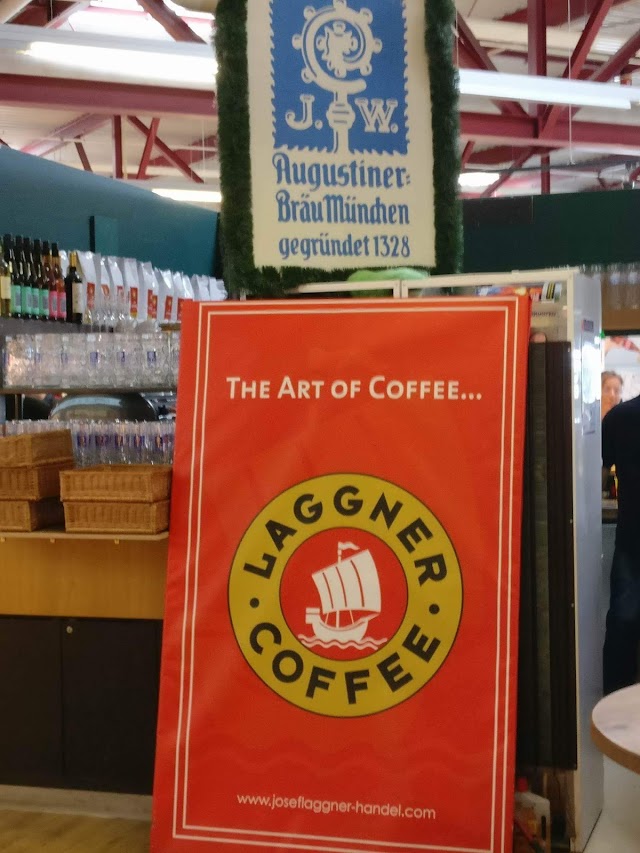 J. W.
Augustiner=
Bräu München
gegründet 1328
THE ART OF COFFEE...
LAGGNER
COFFEE
www.joseflaggner-handel.com